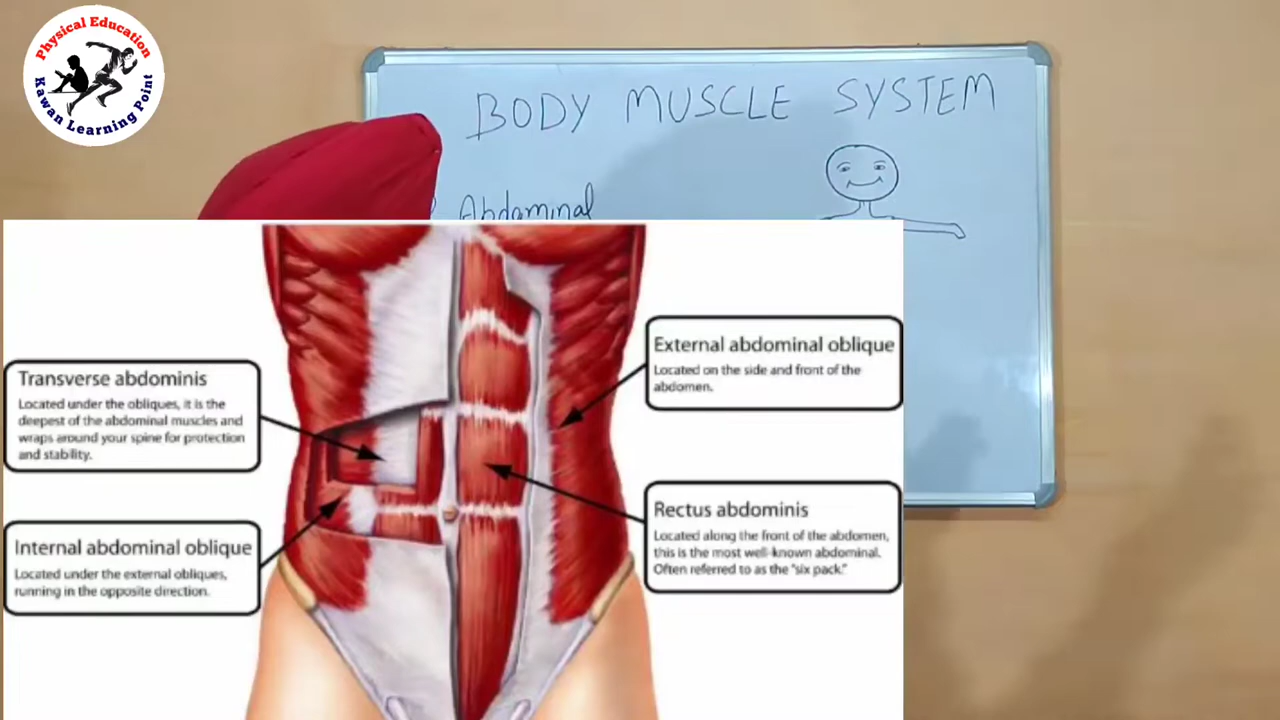 Physical Education
Kawan Learning Point
BODY MUSCLE SYSTEM
Abdaminal
Transverse abdominis
Located under the obliques, it is the
deepest of the abdominal muscles and
wraps around your spine for protection
and stability.
Internal abdominal oblique
Located under the external obliques,
running in the opposite direction.
External abdominal oblique
Located on the side and front of the
abdomen.
Rectus abdominis
Located along the front of the abdomen,
this is the most well-known abdominal.
Often referred to as the "six pack."